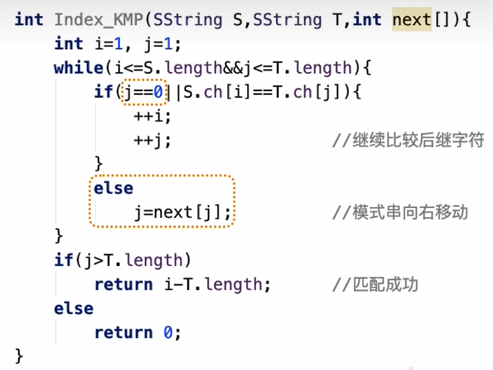 int Index_KMP(SString S,SString T,int next[]){
    int i=1, j=1;
    while(i<=S.length&&j<=T.length){
        if(j==0||S.ch[i]==T.ch[j]){
            ++i;
            ++j;                //继续比较后继字符
        }
        else
            j=next[j];          //模式串向右移动
    }
    if(j>T.length)
        return i-T.length;      //匹配成功
    else
        return 0;
}